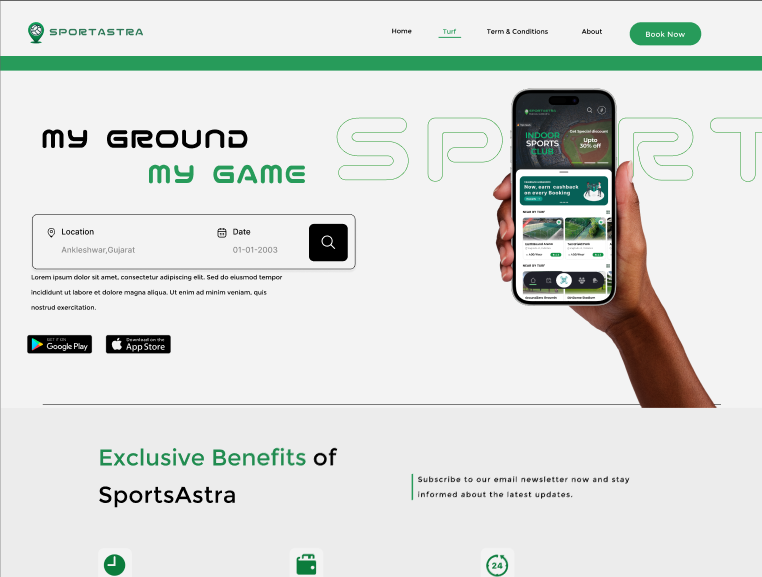 SPORTASTRA
Home
Turf
Term & Conditions
About
Book Now
MY GROUND
MY GAME
SPORT
Location
Date
Ankleshwar,Gujarat
01-01-2003
Lorem ipsum dolor sit amet, consectetur adipiscing elit. Sed do eiusmod tempor
incididunt ut labore et dolore magna aliqua. Ut enim ad minim veniam, quis
nostrud exercitation.
GET IT ON
Google Play
Download on the
App Store
INDOOR
SPORTS
CLUB
Get Special discount
Upto
30% off
Now, earn cashback
on every Booking
NEAR BY TURF
NEAR BY TURF
Exclusive Benefits of
SportsAstra
Subscribe to our email newsletter now and stay
informed about the latest updates.
24